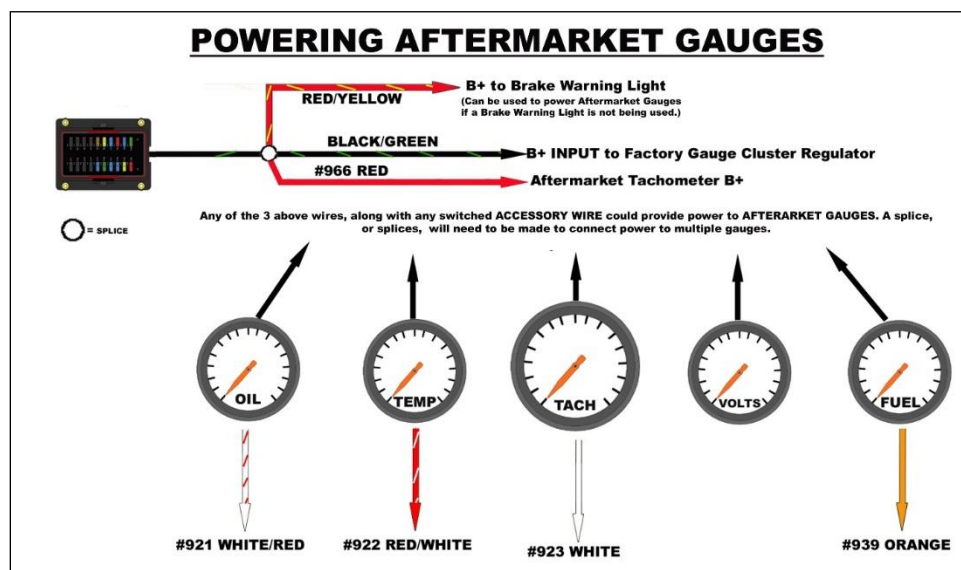 POWERING AFTERMARKET GAUGES
B+ to Brake Warning Light
RED/YELLOW
(Can be used to power Aftermarket Gauges
if a Brake Warning Light is not being used.)
BLACK/GREEN
B+ INPUT to Factory Gauge Cluster Regulator
#966 RED
Aftermarket Tachometer B+
Any of the 3 above wires, along with any switched ACCESSORY WIRE could provide power to AFTERARKET GAUGES. A splice,
= SPLICE
or splices, will need to be made to connect power to multiple gauges.
OIL
TEMP
TACH
VOLTS
FUEL
#921 WHITE/RED
#922 RED/WHITE
#923 WHITE
#939 ORANGE